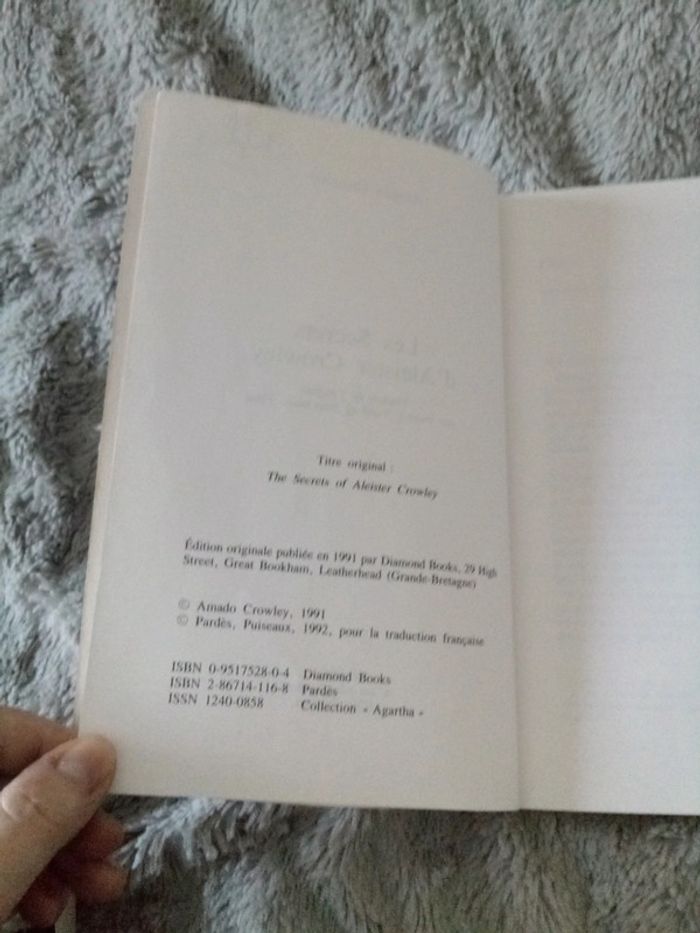 Titre original :
The Secrets of Aleister Crowley
Édition originale publiée en 1991 par Diamond Books, 29 High
Street, Great Bookham, Leatherhead (Grande-Bretagne)
© Amado Crowley, 1991
© Pardès, Puiseaux, 1992, pour la traduction française
ISBN 0-9517528-0-4 Diamond Books
ISBN 2-86714-116-8 Pardès
ISSN 1240-0858 Collection « Agartha »